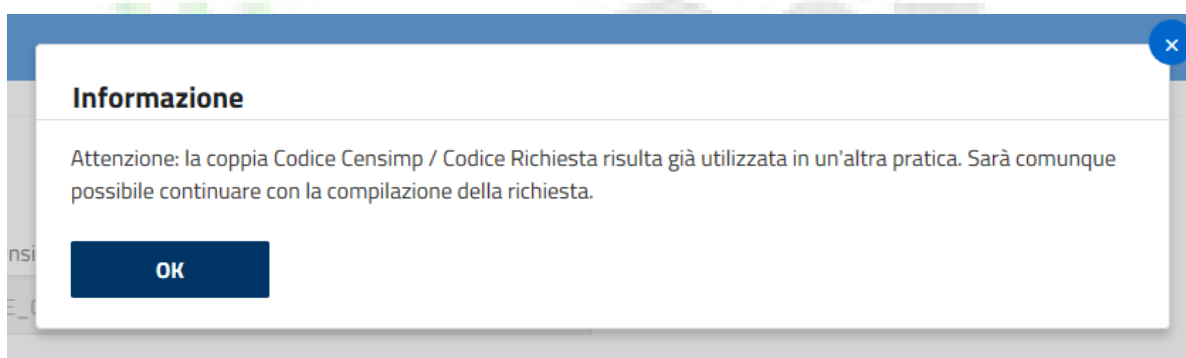 Informazione
Attenzione: la coppia Codice Censimp / Codice Richiesta risulta già utilizzata in un'altra pratica. Sarà comunque
possibile continuare con la compilazione della richiesta.
nsi
OK